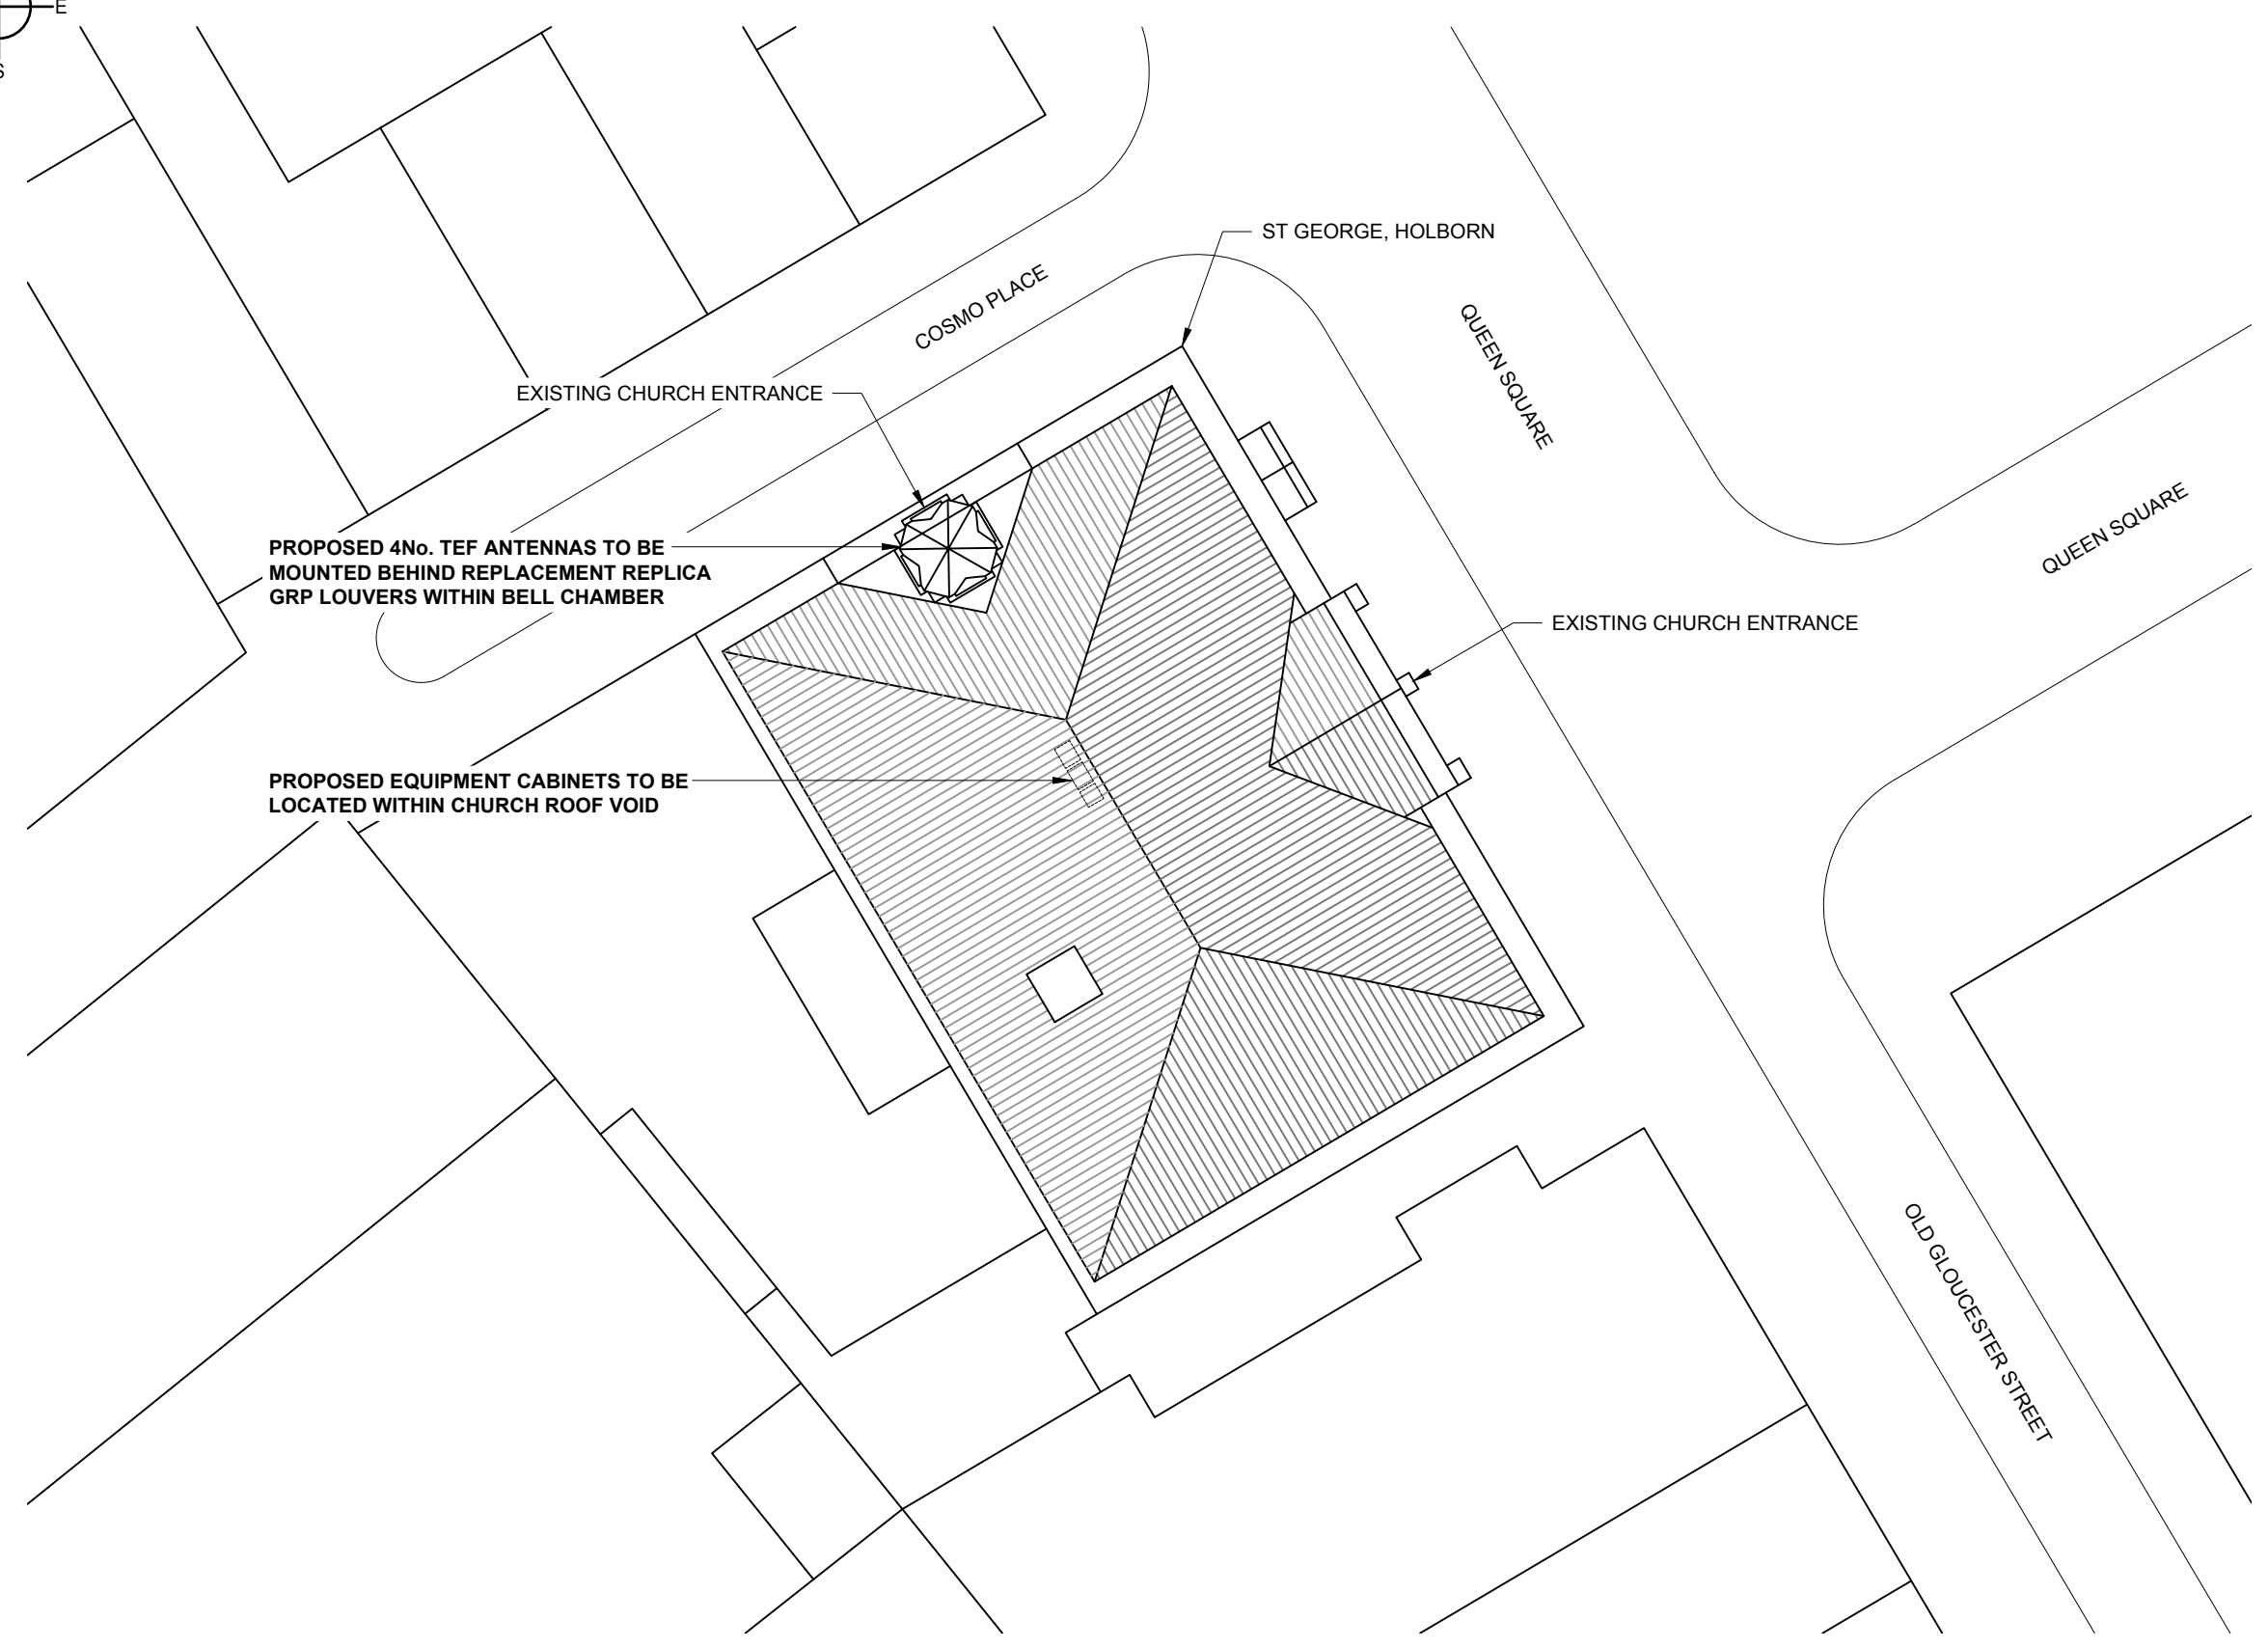 E
S
ST GEORGE, HOLBORN
COSMO PLACE
QUEEN SQUARE
EXISTING CHURCH ENTRANCE
QUEEN SQUARE
PROPOSED 4No. TEF ANTENNAS TO BE
MOUNTED BEHIND REPLACEMENT REPLICA
GRP LOUVERS WITHIN BELL CHAMBER
EXISTING CHURCH ENTRANCE
PROPOSED EQUIPMENT CABINETS TO BE
LOCATED WITHIN CHURCH ROOF VOID
OLD GLOUCESTER STREET